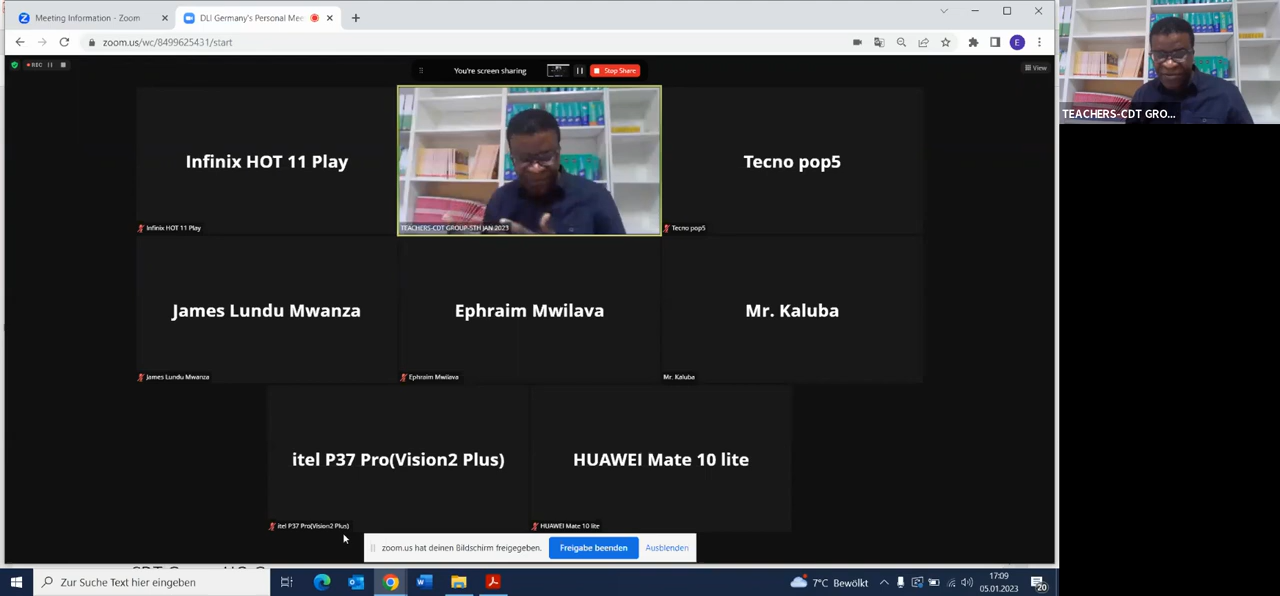 Meeting Information - Zoom
DLI Germany's Personal Mee
zoom.us/wc/8499625431/start
E
REC
You're screen sharing
Stop Share
View
TEACHERS-CDT GRO...
Infinix HOT 11 Play
Tecno pop5
Infinix HOT 11 Play
TEACHERS-CDT GROUP-5TH JAN 2023
Tecno pop5
James Lundu Mwanza
Ephraim Mwilava
Mr. Kaluba
James Lundu Mwanza
Ephraim Mwilava
Mr. Kaluba
itel P37 Pro(Vision2 Plus)
HUAWEI Mate 10 lite
itel P37 Pro(Vision2 Plus)
HUAWEI Mate 10 lite
zoom.us hat deinen Bildschirm freigegeben.
Freigabe beenden
Ausblenden
Zur Suche Text hier eingeben
7°C Bewölkt
17:09
05.01.2023
20